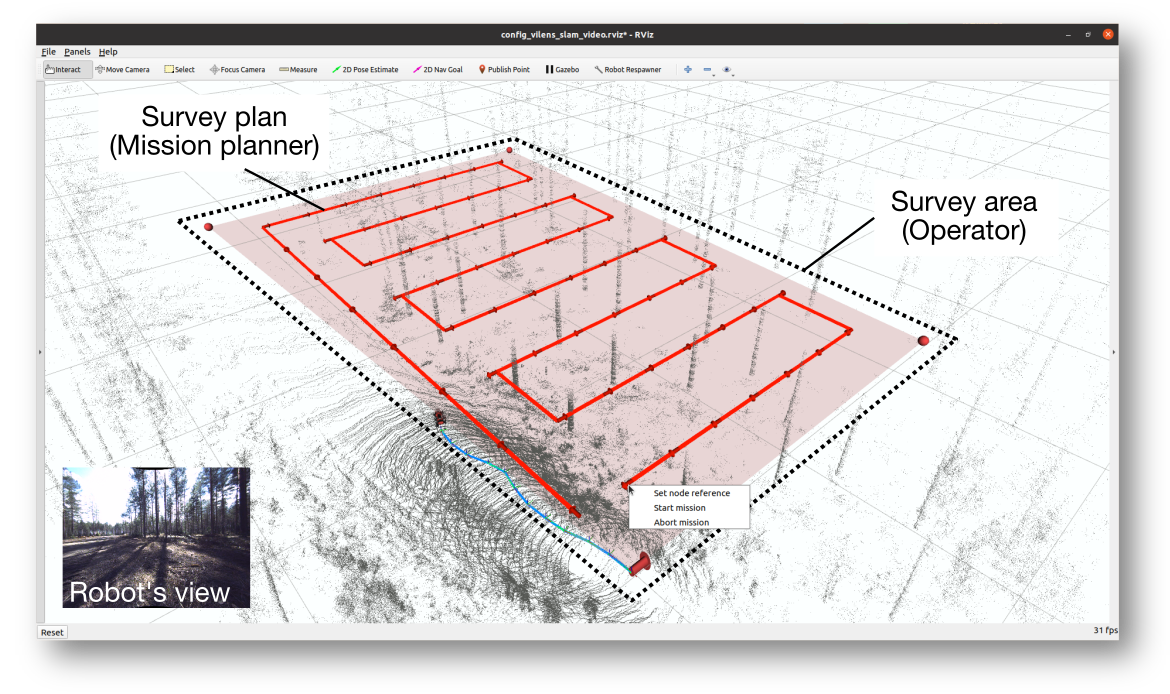 config_vilens_slam_video.rviz* - RViz
File Panels Help
Interact Move Camera Select Focus Camera Measure 2D Pose Estimate 2D Nav Goal Publish Point Gazebo Robot Respawner
Survey plan
(Mission planner)
Survey area
(Operator)
Set node reference
Start mission
Abort mission
Robot's view
Reset
31 fps